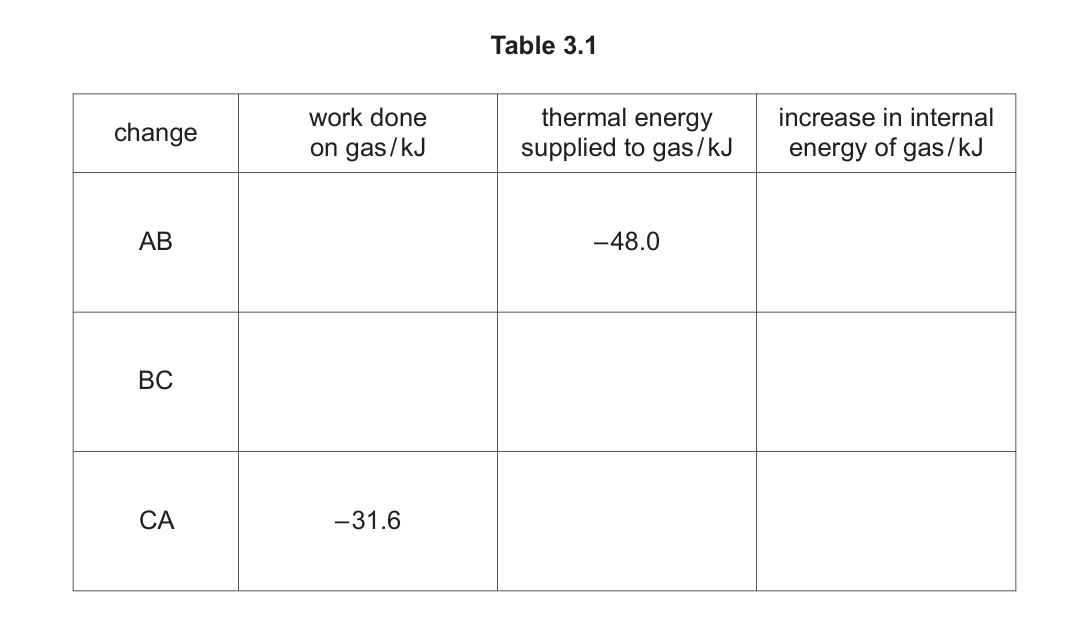 Table 3.1
change
work done
on gas / kJ
thermal energy
supplied to gas / kJ
increase in internal
energy of gas / kJ
AB
–48.0
BC
CA
–31.6